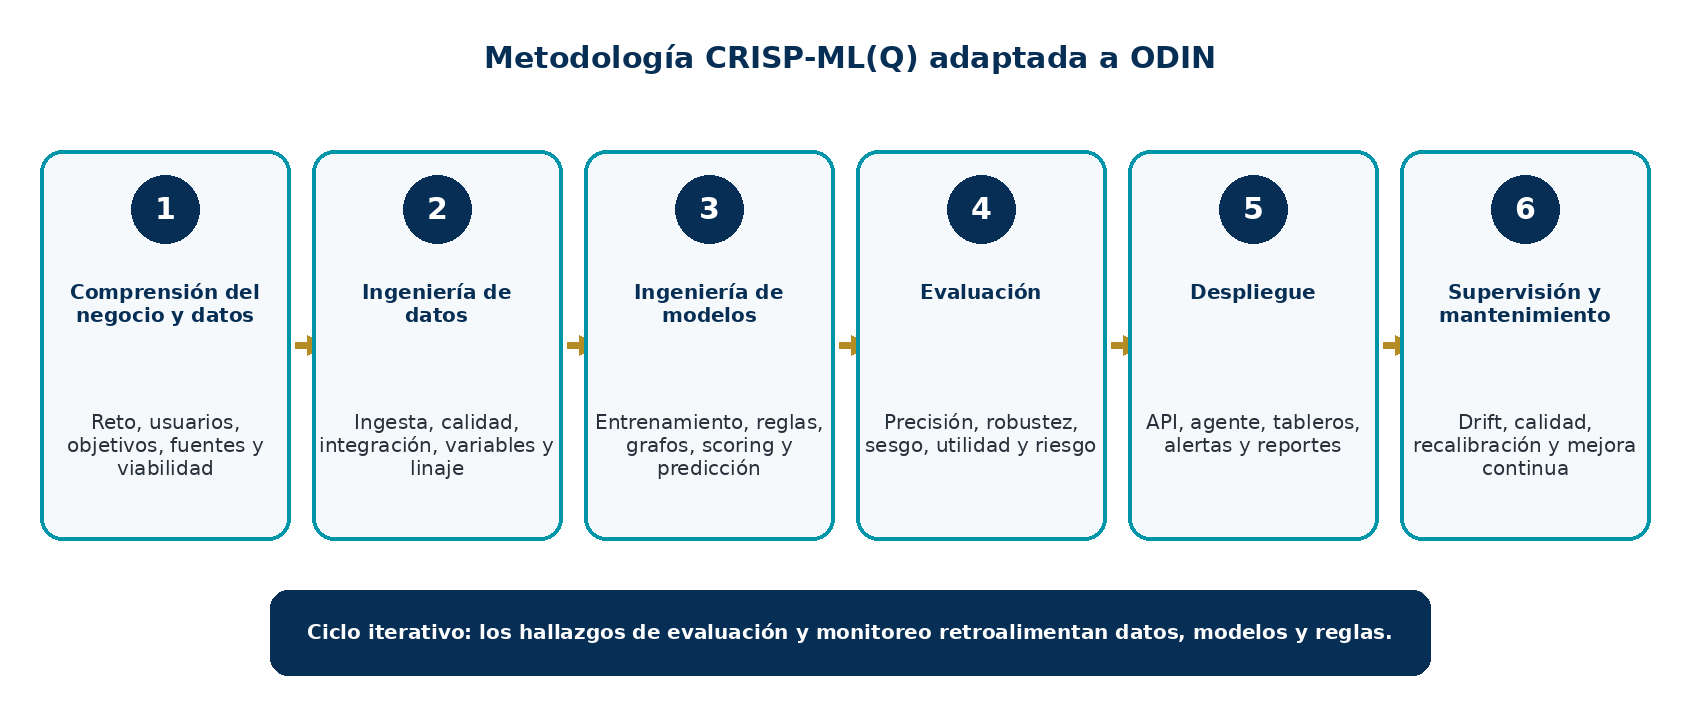 Metodología CRISP-ML(Q) adaptada a ODIN
1
Comprensión del
negocio y datos
Reto, usuarios,
objetivos, fuentes y
viabilidad
2
Ingeniería de
datos
Ingesta, calidad,
integración, variables y
linaje
3
Ingeniería de
modelos
Entrenamiento, reglas,
grafos, scoring y
predicción
4
Evaluación
Precisión, robustez,
sesgo, utilidad y riesgo
5
Despliegue
API, agente, tableros,
alertas y reportes
6
Supervisión y
mantenimiento
Drift, calidad,
recalibración y mejora
continua
Ciclo iterativo: los hallazgos de evaluación y monitoreo retroalimentan datos, modelos y reglas.